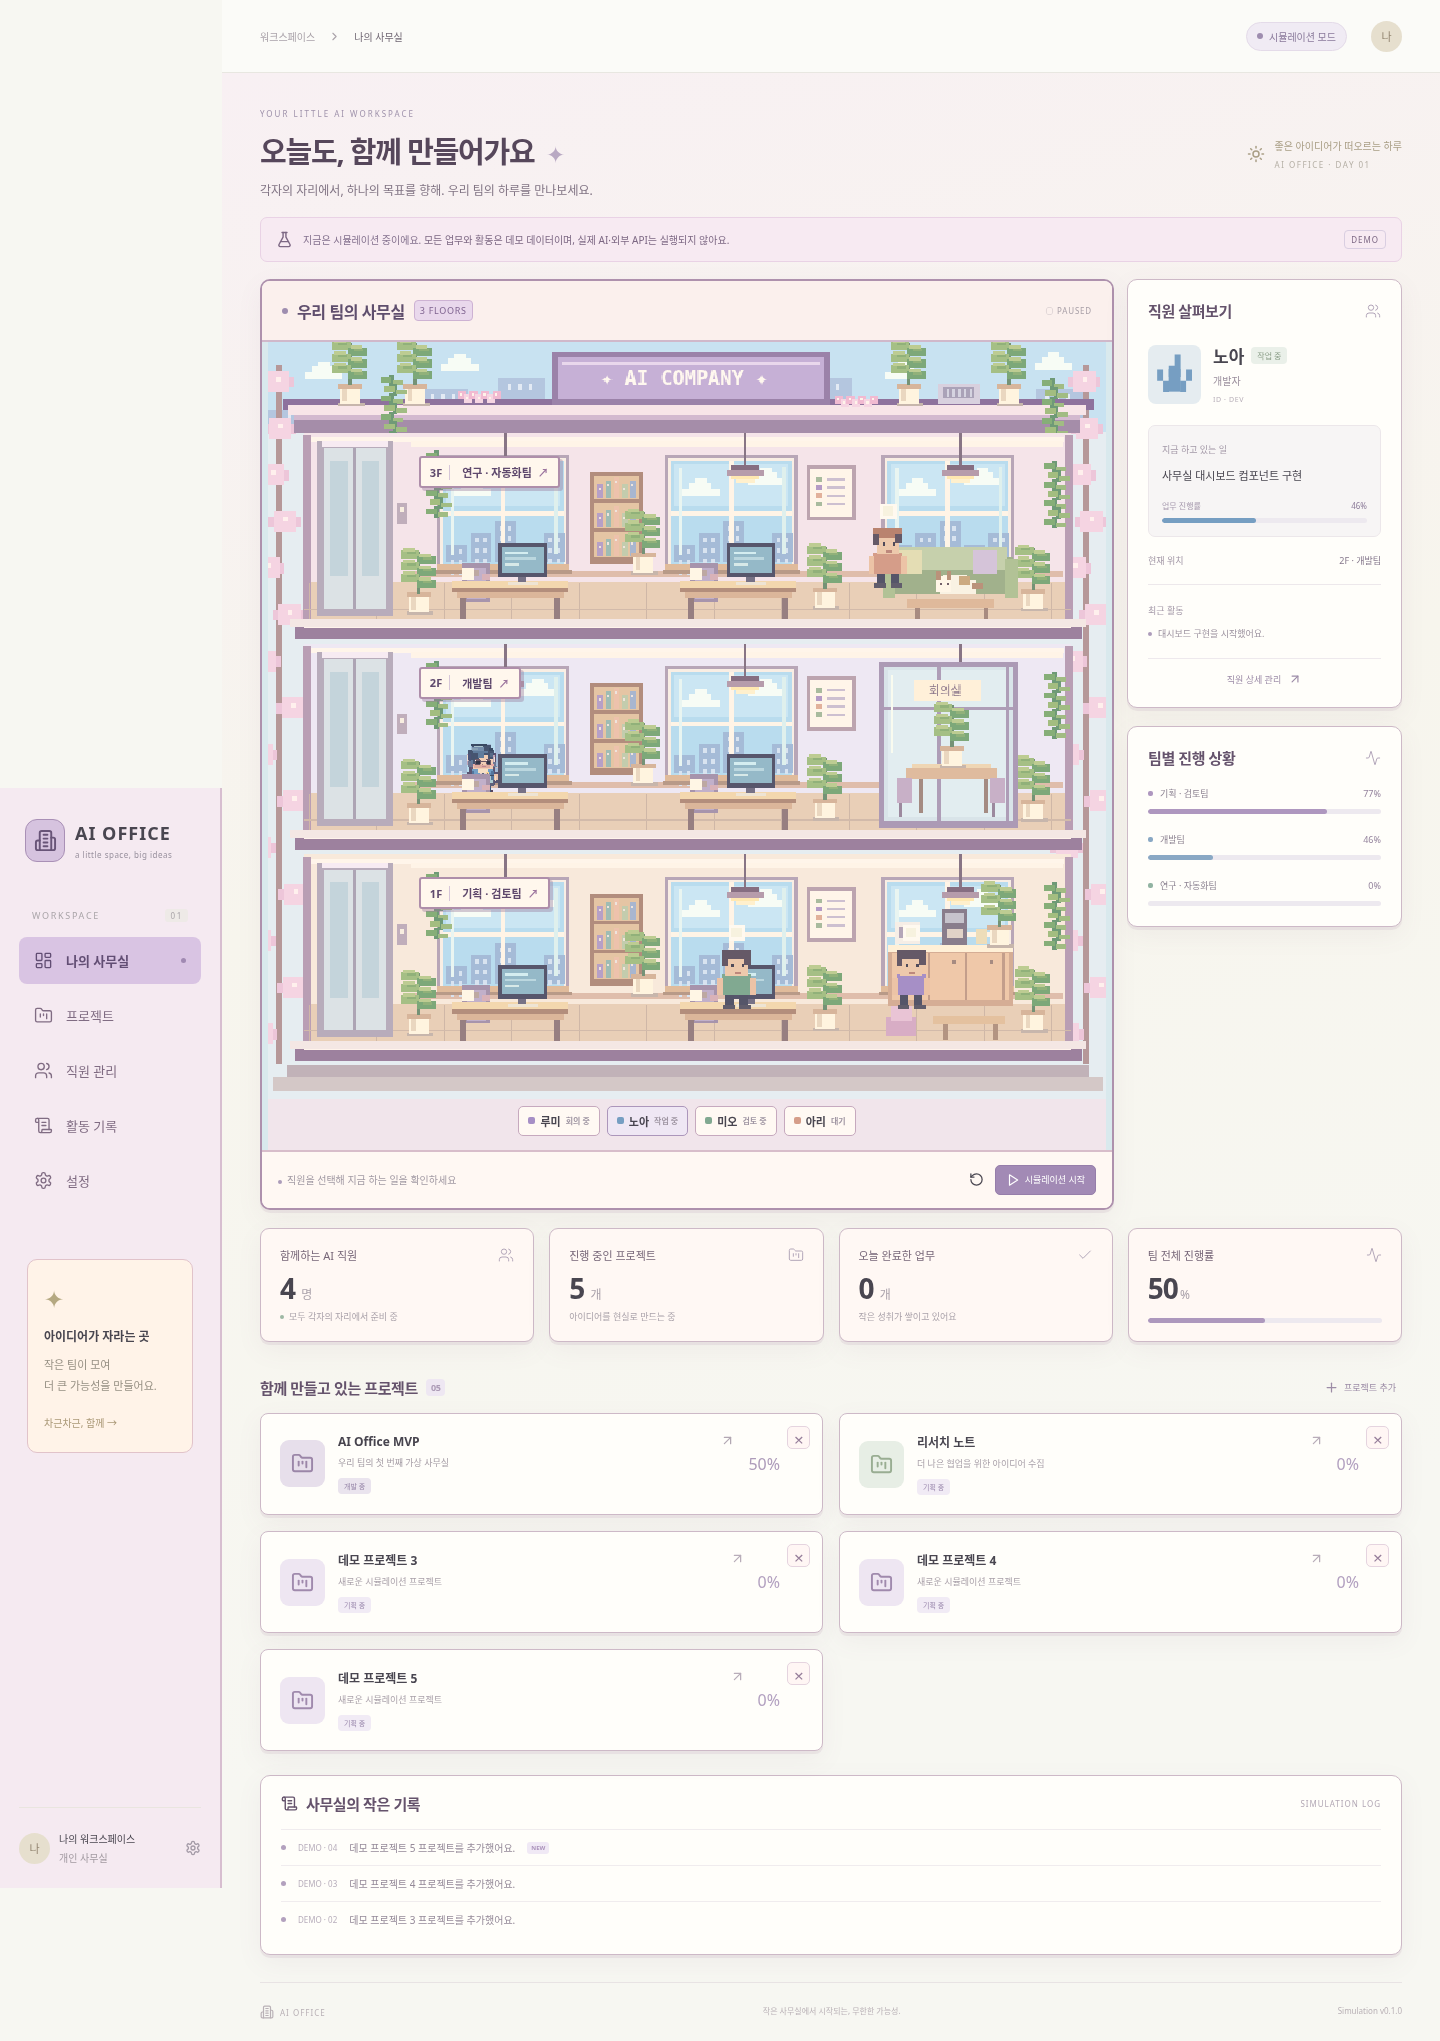 워크스페이스 > 나의 사무실
시뮬레이션 모드
나
YOUR LITTLE AI WORKSPACE
오늘도, 함께 만들어가요 ✦
각자의 자리에서, 하나의 목표를 향해. 우리 팀의 하루를 만나보세요.
좋은 아이디어가 떠오르는 하루
AI OFFICE · DAY 01
지금은 시뮬레이션 중이에요. 모든 업무와 활동은 데모 데이터이며, 실제 AI·외부 API는 실행되지 않아요.
DEMO
우리 팀의 사무실 3 FLOORS
PAUSED
✦ AI COMPANY ✦
3F 연구 · 자동화팀 ↗
2F 개발팀 ↗
회의실
1F 기획 · 검토팀 ↗
루미 회의 중
노아 작업 중
미오 검토 중
아리 대기
직원을 선택해 지금 하는 일을 확인하세요
시뮬레이션 시작
직원 살펴보기
노아 작업 중
개발자
ID · DEV
지금 하고 있는 일
사무실 대시보드 컴포넌트 구현
업무 진행률 46%
현재 위치 2F · 개발팀
최근 활동
대시보드 구현을 시작했어요.
직원 상세 관리
팀별 진행 상황
기획 · 검토팀 77%
개발팀 46%
연구 · 자동화팀 0%
AI OFFICE
a little space, big ideas
WORKSPACE 01
나의 사무실
프로젝트
직원 관리
활동 기록
설정
✦
아이디어가 자라는 곳
작은 팀이 모여
더 큰 가능성을 만들어요.
차근차근, 함께 →
나
나의 워크스페이스
개인 사무실
함께하는 AI 직원
4 명
모두 각자의 자리에서 준비 중
진행 중인 프로젝트
5 개
아이디어를 현실로 만드는 중
오늘 완료한 업무
0 개
작은 성취가 쌓이고 있어요
팀 전체 진행률
50%
함께 만들고 있는 프로젝트 05
프로젝트 추가
AI Office MVP
우리 팀의 첫 번째 가상 사무실
개발 중
50%
리서치 노트
더 나은 협업을 위한 아이디어 수집
기획 중
0%
데모 프로젝트 3
새로운 시뮬레이션 프로젝트
기획 중
0%
데모 프로젝트 4
새로운 시뮬레이션 프로젝트
기획 중
0%
데모 프로젝트 5
새로운 시뮬레이션 프로젝트
기획 중
0%
사무실의 작은 기록
SIMULATION LOG
DEMO · 04 데모 프로젝트 5 프로젝트를 추가했어요. NEW
DEMO · 03 데모 프로젝트 4 프로젝트를 추가했어요.
DEMO · 02 데모 프로젝트 3 프로젝트를 추가했어요.
AI OFFICE
작은 사무실에서 시작되는, 무한한 가능성.
Simulation v0.1.0